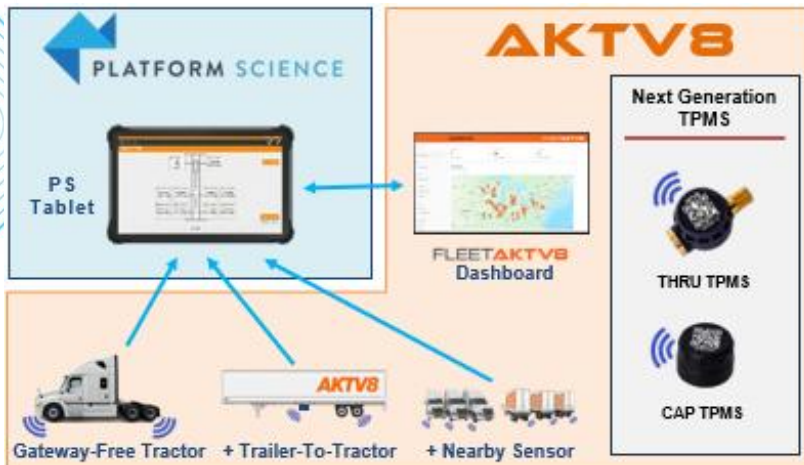 PLATFORM SCIENCE
AKTV8
PS
Tablet
FLEETAKTV8
Dashboard
Next Generation
TPMS
THRU TPMS
CAP TPMS
AKTV8
Gateway-Free Tractor
+ Trailer-To-Tractor
+ Nearby Sensor